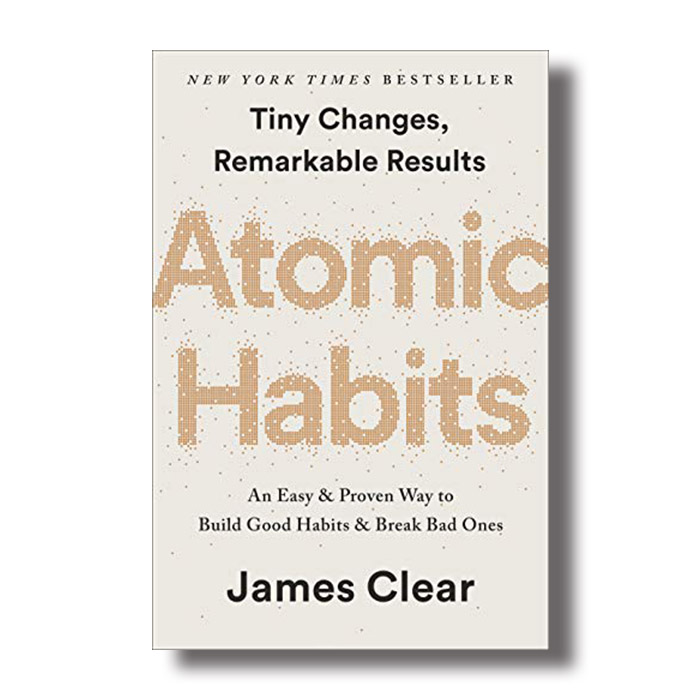 NEW YORK TIMES BESTSELLER
Tiny Changes,
Remarkable Results
Atomic
Habits
An Easy & Proven Way to
Build Good Habits & Break Bad Ones
James Clear